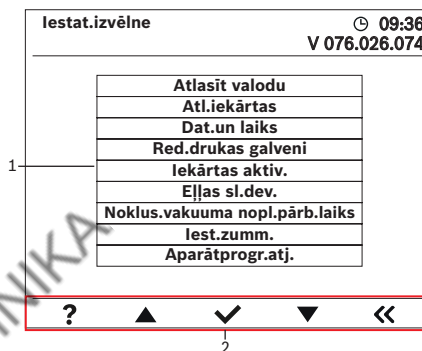 Iestat.izvēlne 09:36
V 076.026.074
Atlasīt valodu
Atl.iekārtas
Dat.un laiks
Red.drukas galveni
1
Iekārtas aktiv.
Eļļas sl.dev.
Noklus.vakuuma nopl.pārb.laiks
Iest.zumm.
Aparātprogr.atj.
?
2